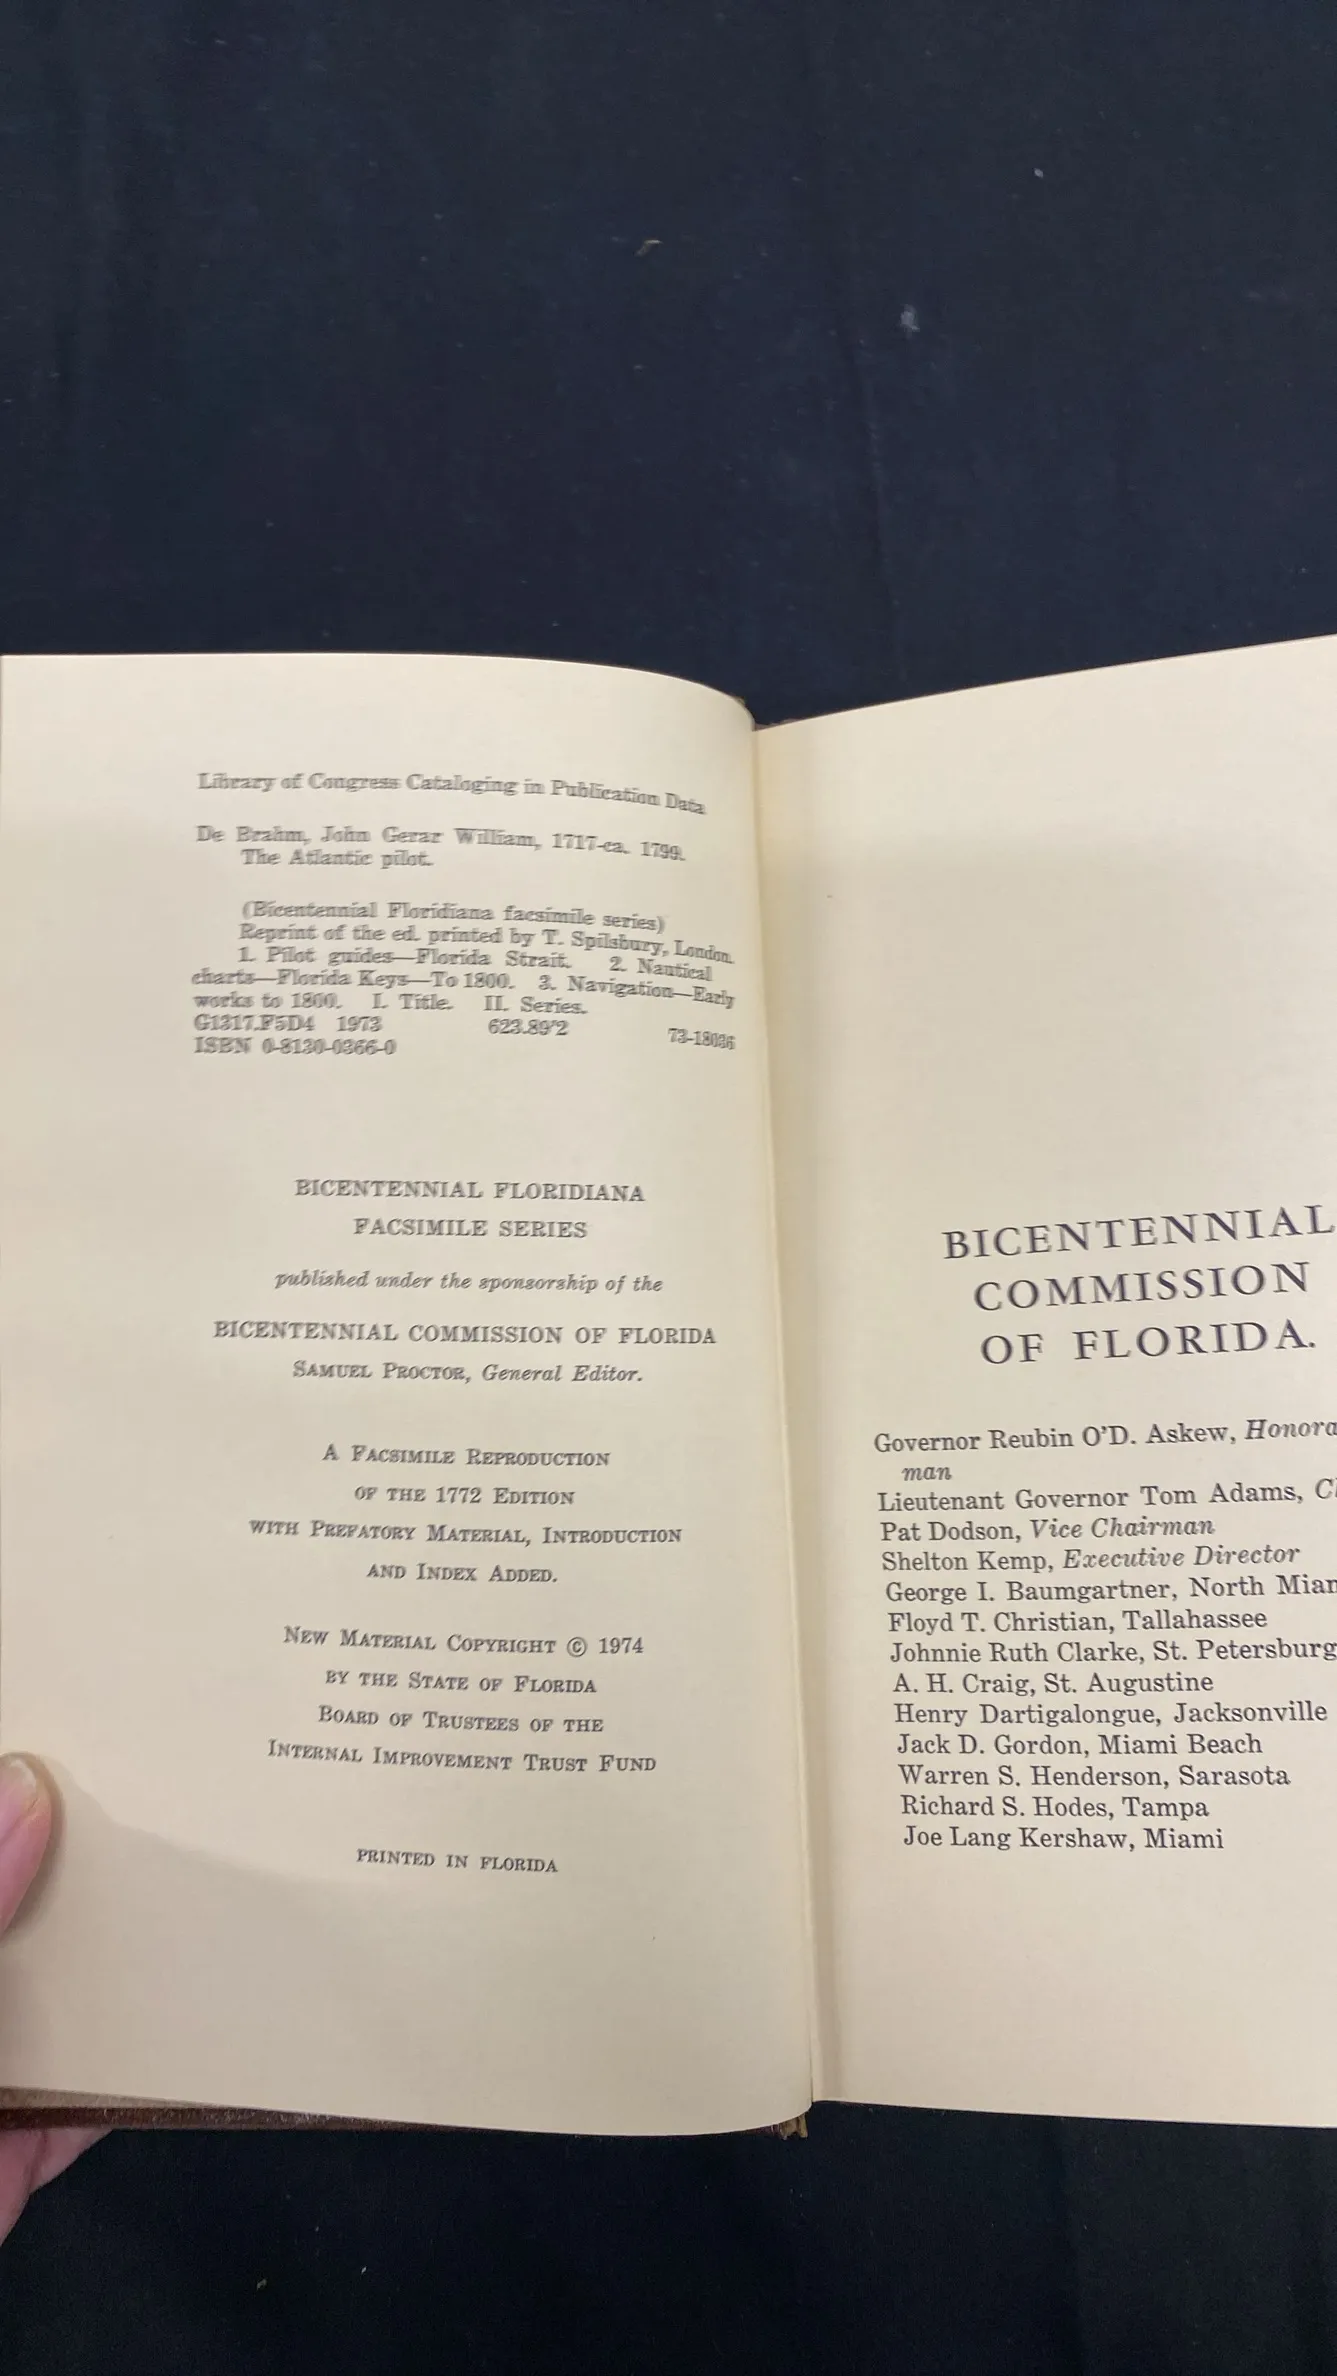 Library of Congress Cataloging in Publication Data
De Brahm, John Gerar William, 1717-ca. 1799.
The Atlantic pilot.
(Bicentennial Floridiana facsimile series)
Reprint of the ed. printed by T. Spilsbury, London.
1. Pilot guides—Florida Strait. 2. Nautical
charts—Florida Keys—To 1800. 3. Navigation—Early
works to 1800. I. Title. II. Series.
G1317.F5D4 1973 623.89'2 73-18036
ISBN 0-8130-0366-0
BICENTENNIAL FLORIDIANA
FACSIMILE SERIES
published under the sponsorship of the
BICENTENNIAL COMMISSION OF FLORIDA
SAMUEL PROCTOR, General Editor.
A FACSIMILE REPRODUCTION
OF THE 1772 EDITION
WITH PREFATORY MATERIAL, INTRODUCTION
AND INDEX ADDED.
NEW MATERIAL COPYRIGHT © 1974
BY THE STATE OF FLORIDA
BOARD OF TRUSTEES OF THE
INTERNAL IMPROVEMENT TRUST FUND
PRINTED IN FLORIDA
BICENTENNIAL
COMMISSION
OF FLORIDA.
Governor Reubin O'D. Askew, Honora
man
Lieutenant Governor Tom Adams,
Pat Dodson, Vice Chairman
Shelton Kemp, Executive Director
George I. Baumgartner, North Miam
Floyd T. Christian, Tallahassee
Johnnie Ruth Clarke, St. Petersburg
A. H. Craig, St. Augustine
Henry Dartigalongue, Jacksonville
Jack D. Gordon, Miami Beach
Warren S. Henderson, Sarasota
Richard S. Hodes, Tampa
Joe Lang Kershaw, Miami